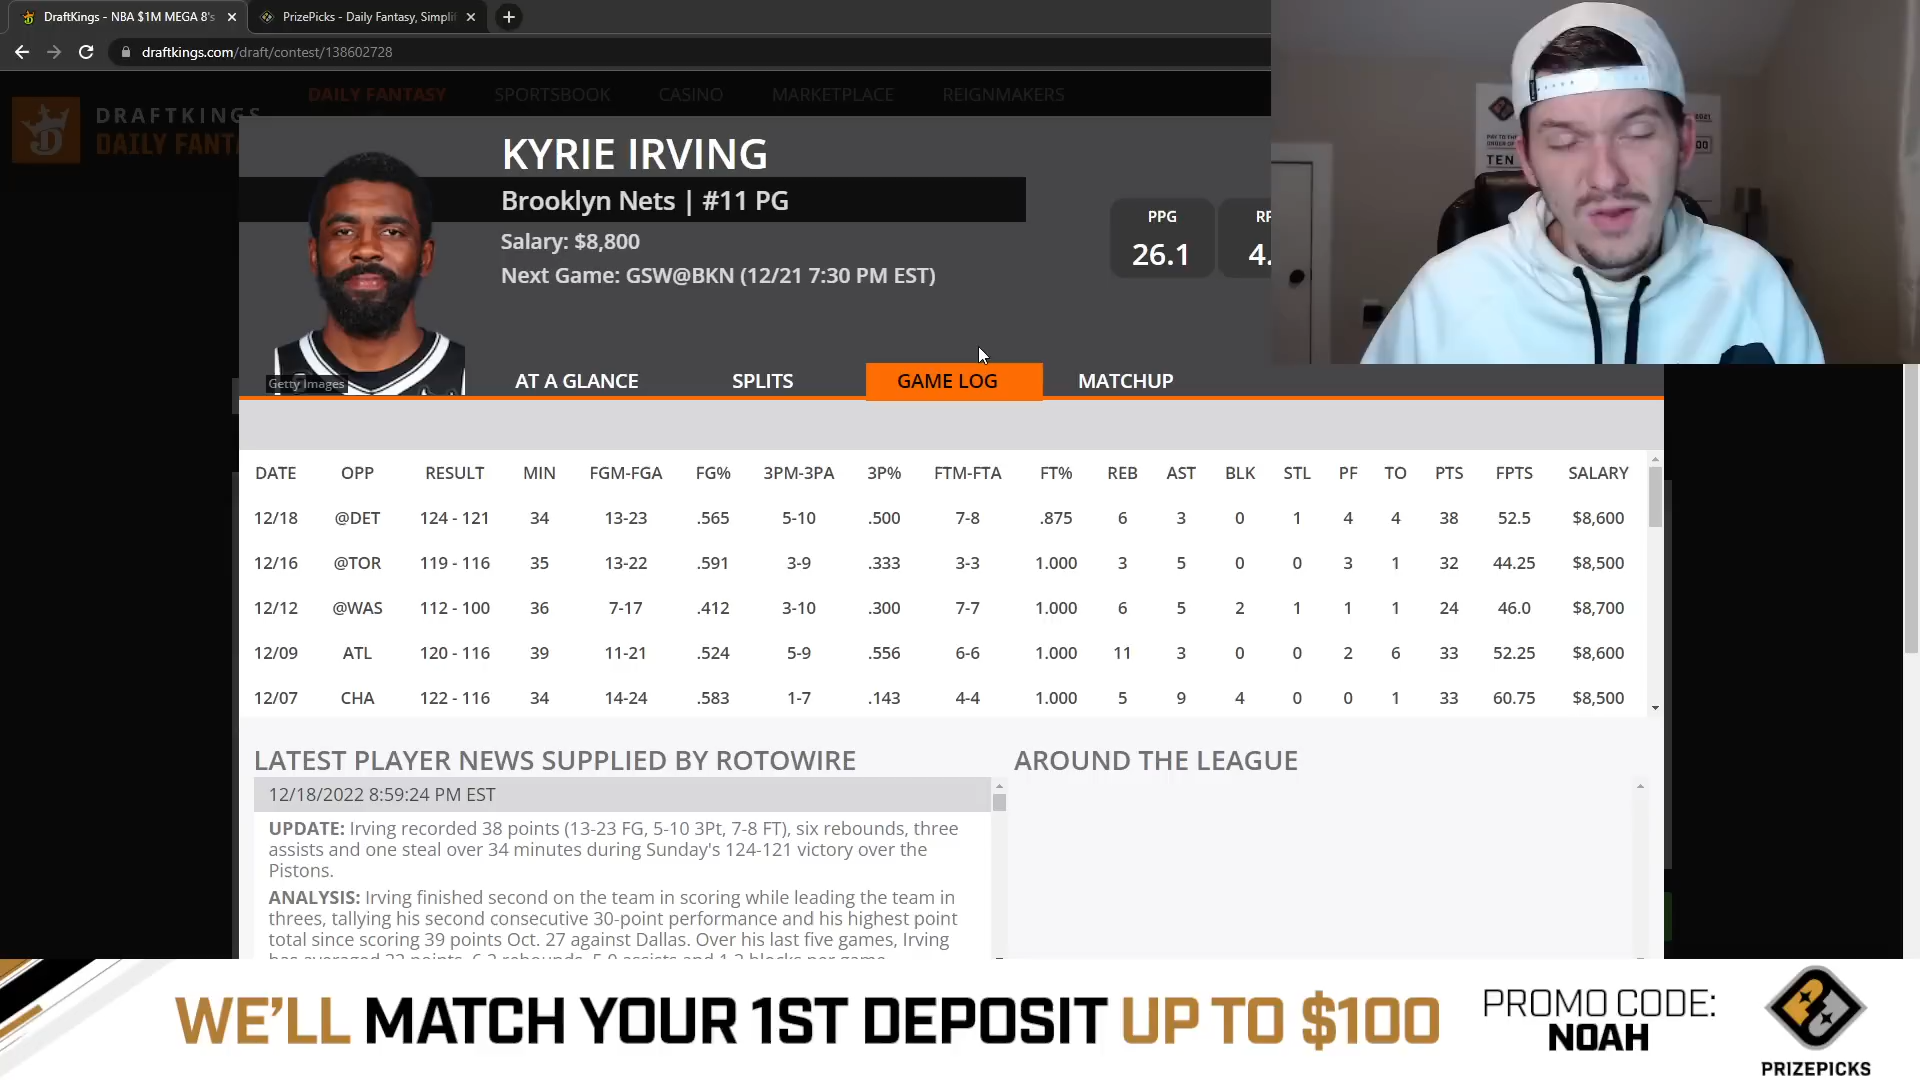 DraftKings - NBA $1M MEGA 8's
PrizePicks - Daily Fantasy, Simplif
draftkings.com/draft/contest/138602728
DRAFTKINGS
DAILY FANTA
DAILY FANTASY SPORTSBOOK CASINO MARKETPLACE REIGNMAKERS
KYRIE IRVING
Brooklyn Nets | #11 PG
Salary: $8,800
Next Game: GSW@BKN (12/21 7:30 PM EST)
PPG
26.1
RP
4.
PAY TO THE
ORDER OF
TEN
Getty Images
AT A GLANCE SPLITS GAME LOG MATCHUP
DATE OPP RESULT MIN FGM-FGA FG% 3PM-3PA 3P% FTM-FTA FT% REB AST BLK STL PF TO PTS FPTS SALARY
12/18 @DET 124 - 121 34 13-23 .565 5-10 .500 7-8 .875 6 3 0 1 4 4 38 52.5 $8,600
12/16 @TOR 119 - 116 35 13-22 .591 3-9 .333 3-3 1.000 3 5 0 0 3 1 32 44.25 $8,500
12/12 @WAS 112 - 100 36 7-17 .412 3-10 .300 7-7 1.000 6 5 2 1 1 1 24 46.0 $8,700
12/09 ATL 120 - 116 39 11-21 .524 5-9 .556 6-6 1.000 11 3 0 0 2 6 33 52.25 $8,600
12/07 CHA 122 - 116 34 14-24 .583 1-7 .143 4-4 1.000 5 9 4 0 0 1 33 60.75 $8,500
LATEST PLAYER NEWS SUPPLIED BY ROTOWIRE
12/18/2022 8:59:24 PM EST
UPDATE: Irving recorded 38 points (13-23 FG, 5-10 3Pt, 7-8 FT), six rebounds, three
assists and one steal over 34 minutes during Sunday's 124-121 victory over the
Pistons.
ANALYSIS: Irving finished second on the team in scoring while leading the team in
threes, tallying his second consecutive 30-point performance and his highest point
total since scoring 39 points Oct. 27 against Dallas. Over his last five games, Irving
AROUND THE LEAGUE
WE'LL MATCH YOUR 1ST DEPOSIT UP TO $100
PROMO CODE:
NOAH
PRIZEPICKS